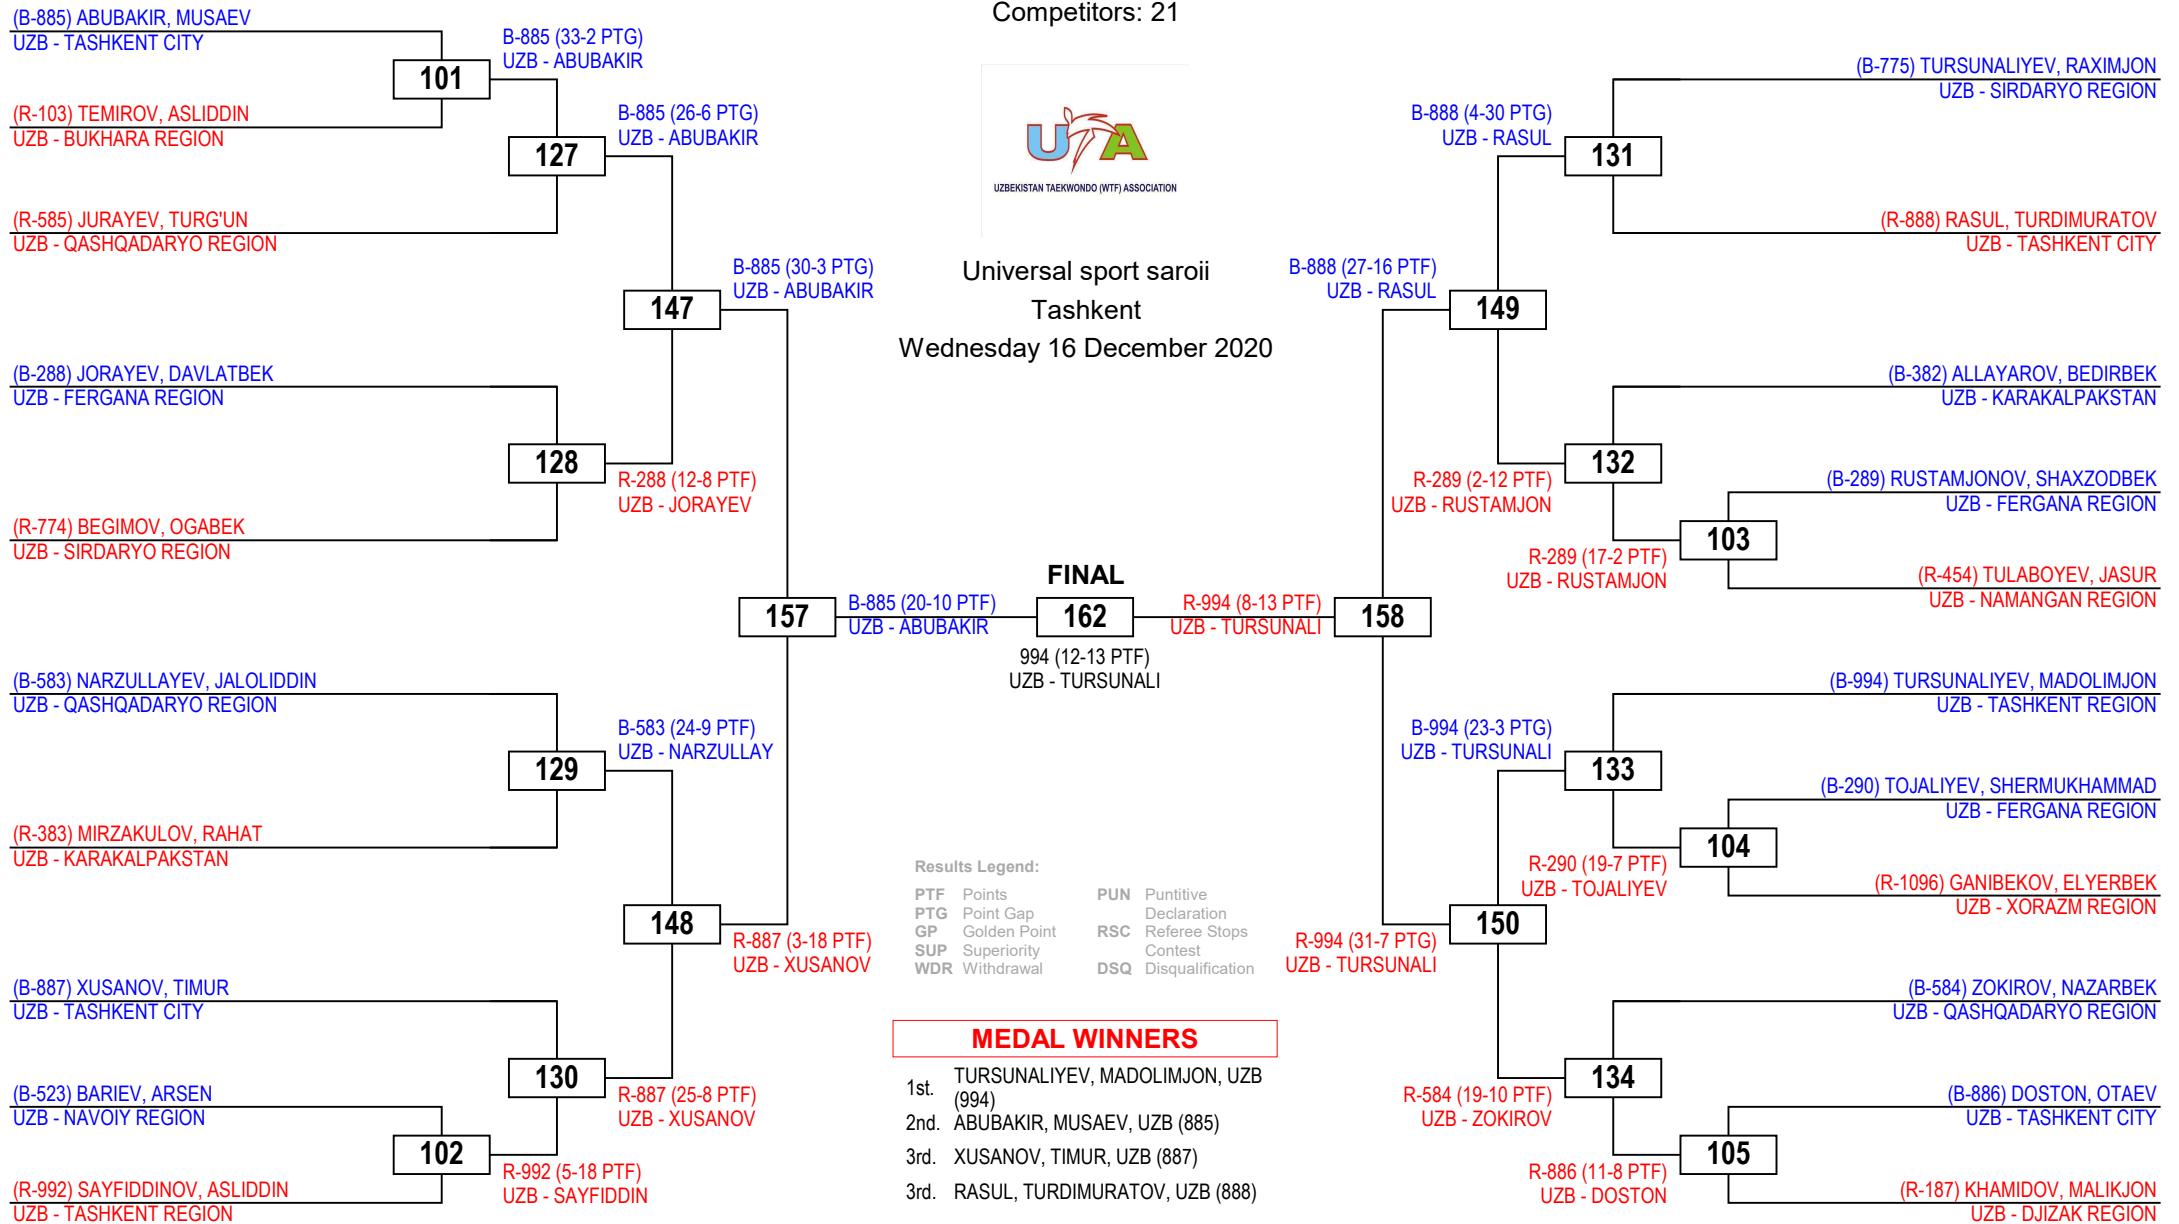 Competitors: 21
UTA
UZBEKISTAN TAEKWONDO (WTF) ASSOCIATION
Universal sport saroii
Tashkent
Wednesday 16 December 2020
(B-885) ABUBAKIR, MUSAEV
UZB - TASHKENT CITY
101
(R-103) TEMIROV, ASLIDDIN
UZB - BUKHARA REGION
B-885 (33-2 PTG)
UZB - ABUBAKIR
127
(R-585) JURAYEV, TURG'UN
UZB - QASHQADARYO REGION
B-885 (26-6 PTG)
UZB - ABUBAKIR
147
B-885 (30-3 PTG)
UZB - ABUBAKIR
(B-288) JORAYEV, DAVLATBEK
UZB - FERGANA REGION
128
R-288 (12-8 PTF)
UZB - JORAYEV
(R-774) BEGIMOV, OGABEK
UZB - SIRDARYO REGION
157
B-885 (20-10 PTF)
UZB - ABUBAKIR
(B-583) NARZULLAYEV, JALOLIDDIN
UZB - QASHQADARYO REGION
129
B-583 (24-9 PTF)
UZB - NARZULLAY
(R-383) MIRZAKULOV, RAHAT
UZB - KARAKALPAKSTAN
148
R-887 (3-18 PTF)
UZB - XUSANOV
(B-887) XUSANOV, TIMUR
UZB - TASHKENT CITY
130
R-887 (25-8 PTF)
UZB - XUSANOV
(B-523) BARIEV, ARSEN
UZB - NAVOIY REGION
102
R-992 (5-18 PTF)
UZB - SAYFIDDIN
(R-992) SAYFIDDINOV, ASLIDDIN
UZB - TASHKENT REGION
FINAL
162
994 (12-13 PTF)
UZB - TURSUNALI
R-994 (8-13 PTF)
UZB - TURSUNALI
158
(B-775) TURSUNALIYEV, RAXIMJON
UZB - SIRDARYO REGION
B-888 (4-30 PTG)
UZB - RASUL
131
(R-888) RASUL, TURDIMURATOV
UZB - TASHKENT CITY
B-888 (27-16 PTF)
UZB - RASUL
149
(B-382) ALLAYAROV, BEDIRBEK
UZB - KARAKALPAKSTAN
132
R-289 (2-12 PTF)
UZB - RUSTAMJON
(B-289) RUSTAMJONOV, SHAXZODBEK
UZB - FERGANA REGION
103
R-289 (17-2 PTF)
UZB - RUSTAMJON
(R-454) TULABOYEV, JASUR
UZB - NAMANGAN REGION
(B-994) TURSUNALIYEV, MADOLIMJON
UZB - TASHKENT REGION
B-994 (23-3 PTG)
UZB - TURSUNALI
133
(B-290) TOJALIYEV, SHERMUKHAMMAD
UZB - FERGANA REGION
104
R-290 (19-7 PTF)
UZB - TOJALIYEV
(R-1096) GANIBEKOV, ELYERBEK
UZB - XORAZM REGION
150
R-994 (31-7 PTG)
UZB - TURSUNALI
(B-584) ZOKIROV, NAZARBEK
UZB - QASHQADARYO REGION
134
R-584 (19-10 PTF)
UZB - ZOKIROV
(B-886) DOSTON, OTAEV
UZB - TASHKENT CITY
105
R-886 (11-8 PTF)
UZB - DOSTON
(R-187) KHAMIDOV, MALIKJON
UZB - DJIZAK REGION
Results Legend:
PTF Points
PTG Point Gap
GP Golden Point
SUP Superiority
WDR Withdrawal
PUN Puntitive
Declaration
RSC Referee Stops
Contest
DSQ Disqualification
MEDAL WINNERS
1st. TURSUNALIYEV, MADOLIMJON, UZB
(994)
2nd. ABUBAKIR, MUSAEV, UZB (885)
3rd. XUSANOV, TIMUR, UZB (887)
3rd. RASUL, TURDIMURATOV, UZB (888)